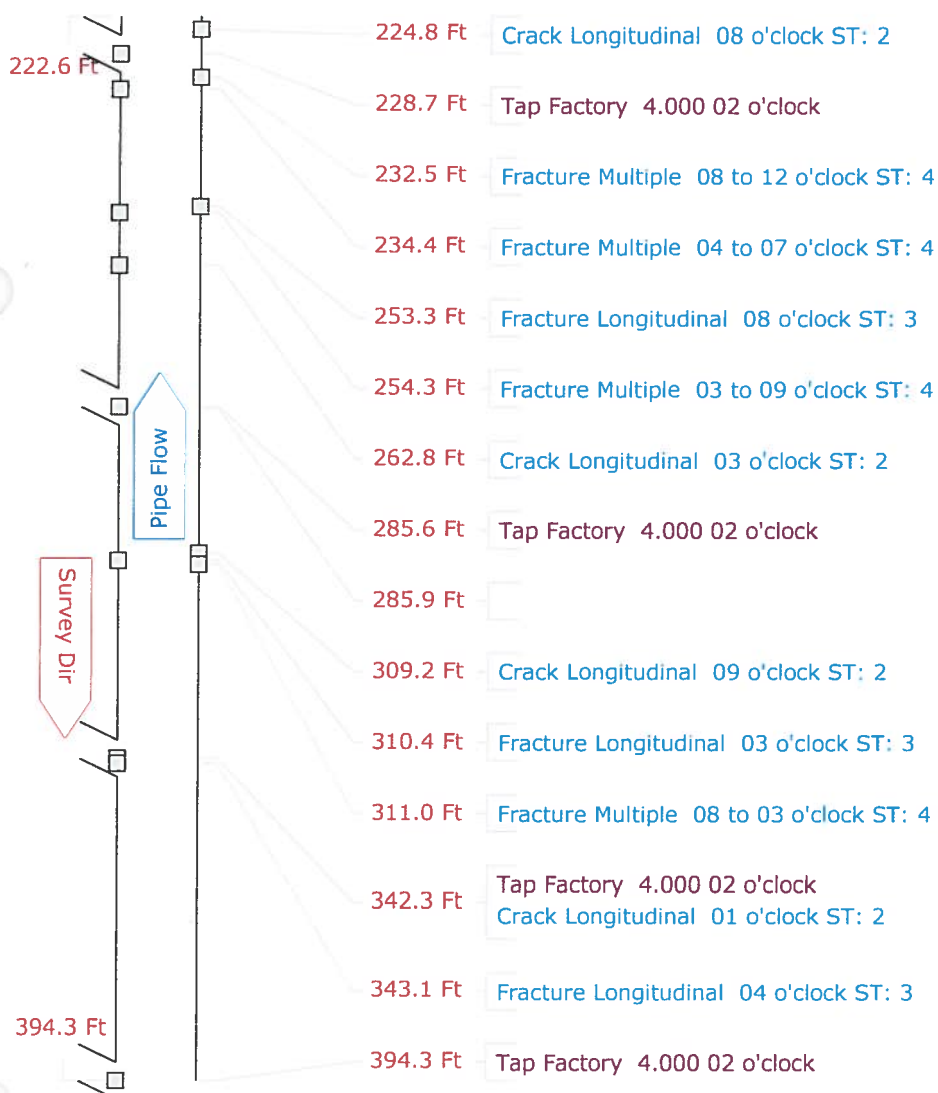 224.8 Ft Crack Longitudinal 08 o'clock ST: 2
222.6 Ft
228.7 Ft Tap Factory 4.000 02 o'clock
232.5 Ft Fracture Multiple 08 to 12 o'clock ST: 4
234.4 Ft Fracture Multiple 04 to 07 o'clock ST: 4
253.3 Ft Fracture Longitudinal 08 o'clock ST: 3
254.3 Ft Fracture Multiple 03 to 09 o'clock ST: 4
Pipe Flow
262.8 Ft Crack Longitudinal 03 o'clock ST: 2
285.6 Ft Tap Factory 4.000 02 o'clock
285.9 Ft
Survey Dir
309.2 Ft Crack Longitudinal 09 o'clock ST: 2
310.4 Ft Fracture Longitudinal 03 o'clock ST: 3
311.0 Ft Fracture Multiple 08 to 03 o'clock ST: 4
342.3 Ft Tap Factory 4.000 02 o'clock
Crack Longitudinal 01 o'clock ST: 2
343.1 Ft Fracture Longitudinal 04 o'clock ST: 3
394.3 Ft
394.3 Ft Tap Factory 4.000 02 o'clock